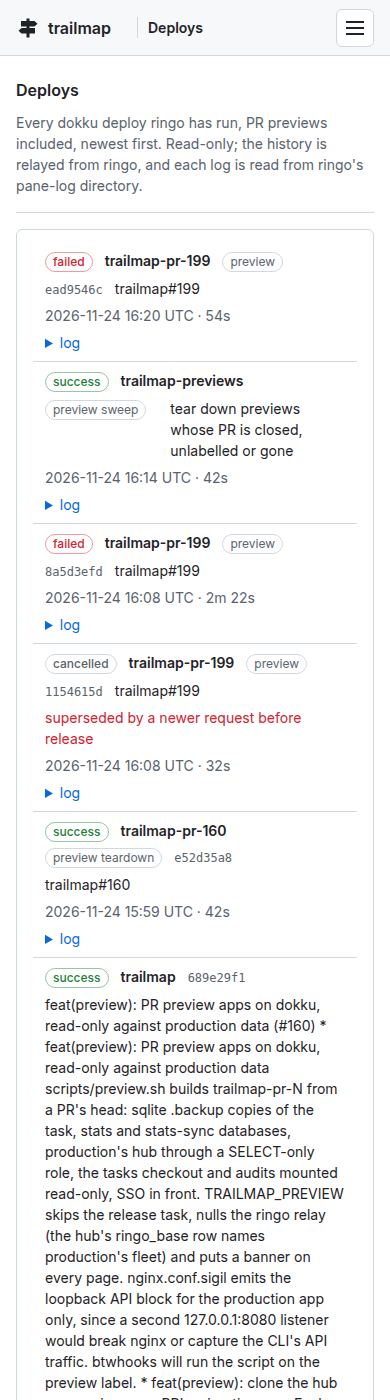 trailmap Deploys
Deploys
Every dokku deploy ringo has run, PR previews
included, newest first. Read-only; the history is
relayed from ringo, and each log is read from ringo's
pane-log directory.
failed trailmap-pr-199 preview
ead9546c trailmap#199
2026-11-24 16:20 UTC · 54s
log
success trailmap-previews
preview sweep tear down previews
whose PR is closed,
unlabelled or gone
2026-11-24 16:14 UTC · 42s
log
failed trailmap-pr-199 preview
8a5d3efd trailmap#199
2026-11-24 16:08 UTC · 2m 22s
log
cancelled trailmap-pr-199 preview
1154615d trailmap#199
superseded by a newer request before
release
2026-11-24 16:08 UTC · 32s
log
success trailmap-pr-160
preview teardown e52d35a8
trailmap#160
2026-11-24 15:59 UTC · 42s
log
success trailmap 689e29f1
feat(preview): PR preview apps on dokku,
read-only against production data (#160) *
feat(preview): PR preview apps on dokku,
read-only against production data
scripts/preview.sh builds trailmap-pr-N from
a PR's head: sqlite .backup copies of the
task, stats and stats-sync databases,
production's hub through a SELECT-only
role, the tasks checkout and audits mounted
read-only, SSO in front. TRAILMAP_PREVIEW
skips the release task, nulls the ringo relay
(the hub's ringo_base row names
production's fleet) and puts a banner on
every page. nginx.conf.sigil emits the
loopback API block for the production app
only, since a second 127.0.0.1:8080 listener
would break nginx or capture the CLI's API
traffic. btwhooks will run the script on the
preview label. * feat(preview): clone the hub